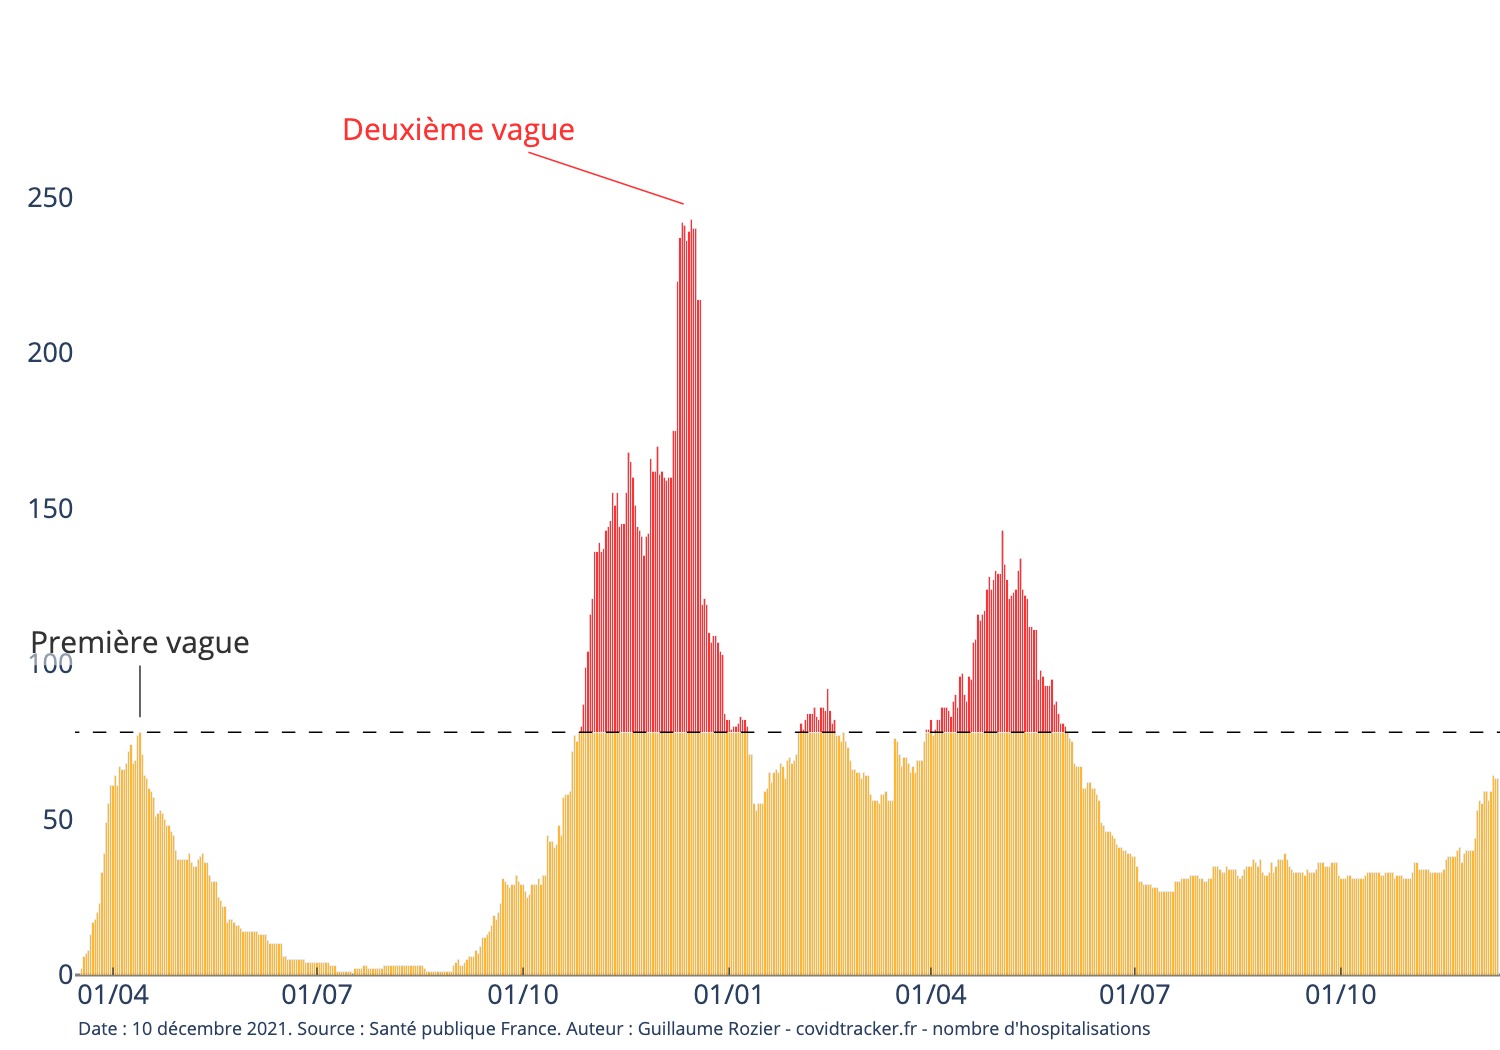 Deuxième vague
250
200
150
Première vague
100
50
0
01/04 01/07 01/10 01/01 01/04 01/07 01/10
Date : 10 décembre 2021. Source : Santé publique France. Auteur : Guillaume Rozier - covidtracker.fr - nombre d'hospitalisations